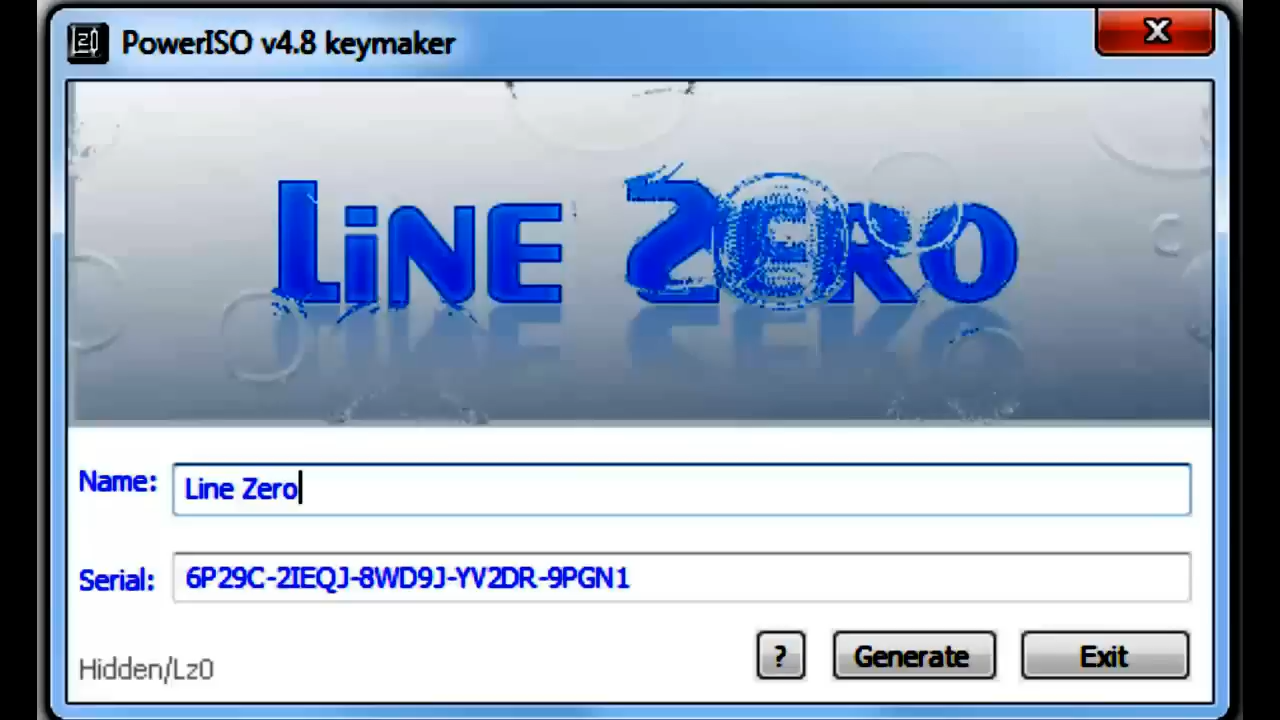 PowerISO v4.8 keymaker
X
LiNE ZERO
Name: Line Zero
Serial: 6P29C-2IEQJ-8WD9J-YV2DR-9PGN1
Hidden/Lz0
? Generate Exit